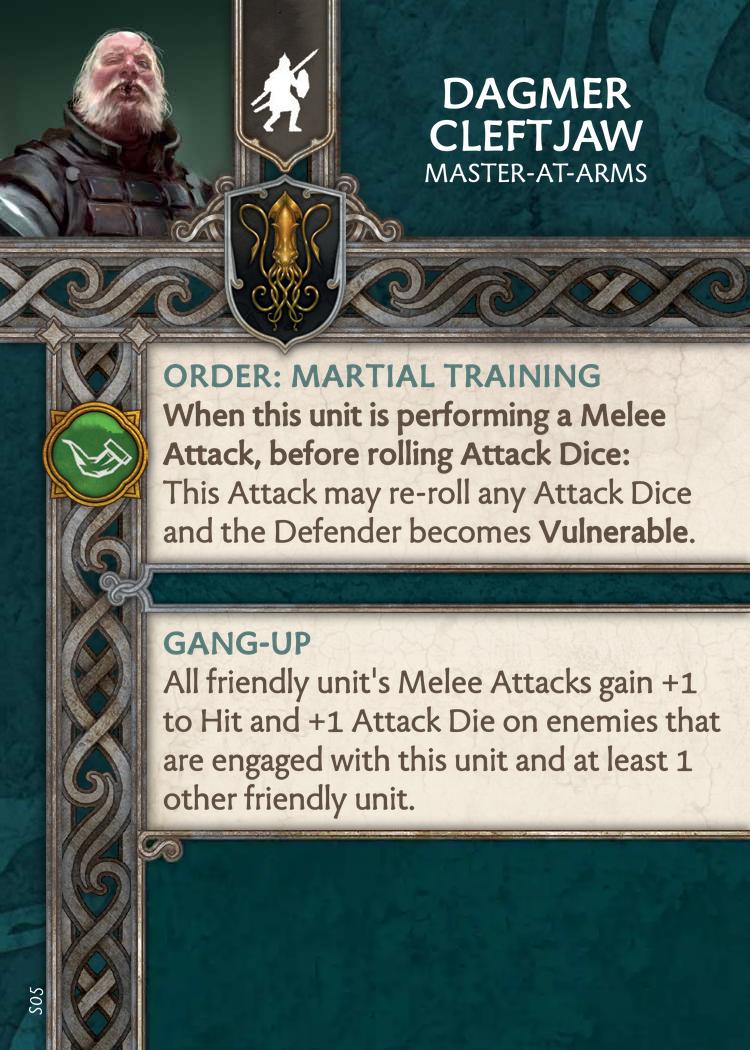 DAGMER
CLEFTJAW
MASTER-AT-ARMS
ORDER: MARTIAL TRAINING
When this unit is performing a Melee
Attack, before rolling Attack Dice:
This Attack may re-roll any Attack Dice
and the Defender becomes Vulnerable.
GANG-UP
All friendly unit's Melee Attacks gain +1
to Hit and +1 Attack Die on enemies that
are engaged with this unit and at least 1
other friendly unit.
S05